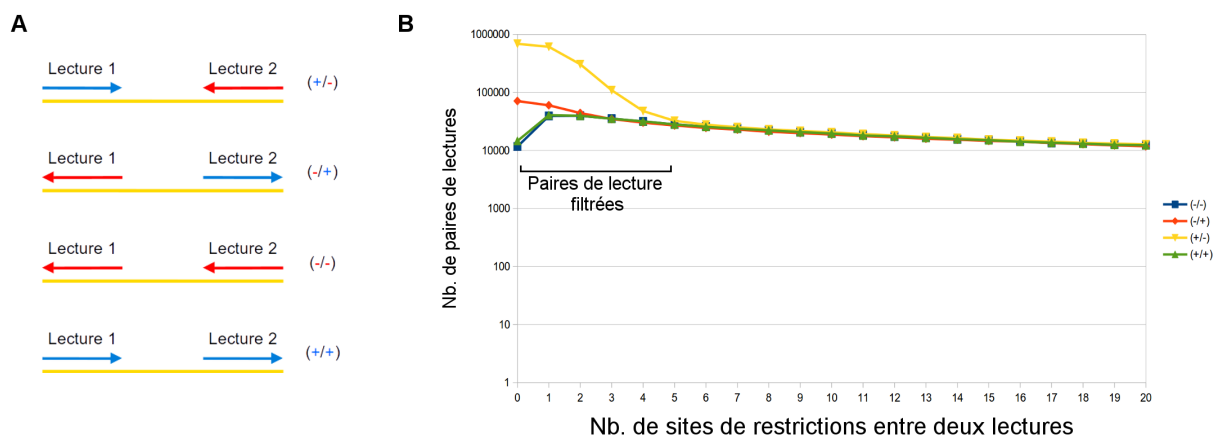 A
Lecture 1
Lecture 2
(+/-)
Lecture 1
Lecture 2
(-/+)
Lecture 1
Lecture 2
(-/-)
Lecture 1
Lecture 2
(+/+)
B
Nb. de paires de lectures
1000000
100000
10000
1000
100
10
1
Paires de lecture
filtrées
0 1 2 3 4 5 6 7 8 9 10 11 12 13 14 15 16 17 18 19 20
Nb. de sites de restrictions entre deux lectures
(-/-)
(-/+)
(+/-)
(+/+)